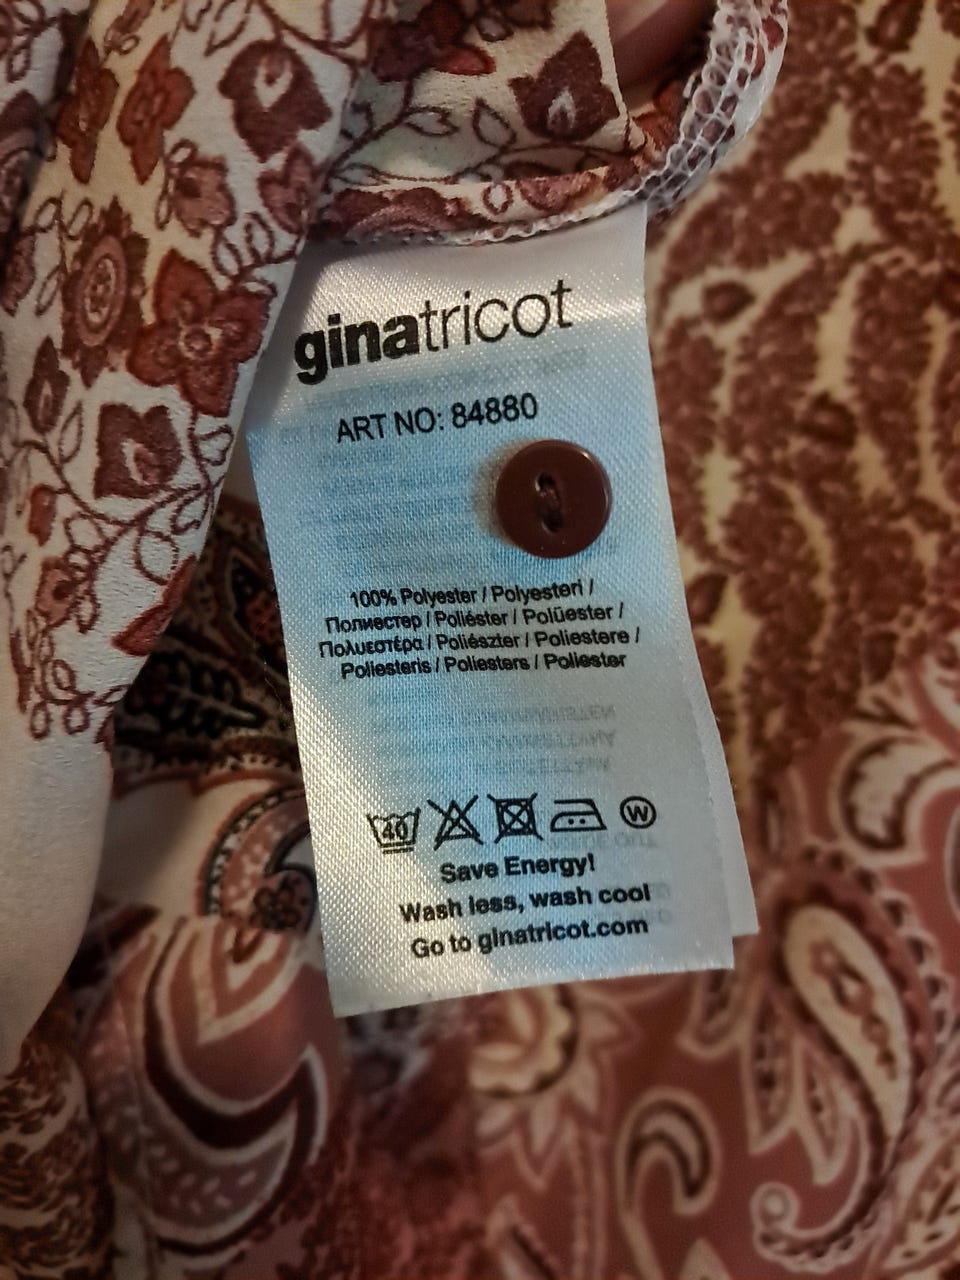 ginatricot
ART NO: 84880
100% Polyester / Polyesteri /
Полиестер / Poliéster / Polüester /
Πολυεστέρα / Poliészter / Poliestere /
Poliesteris / Poliesters / Poliester
40
W
Save Energy!
Wash less, wash cool
Go to ginatricot.com